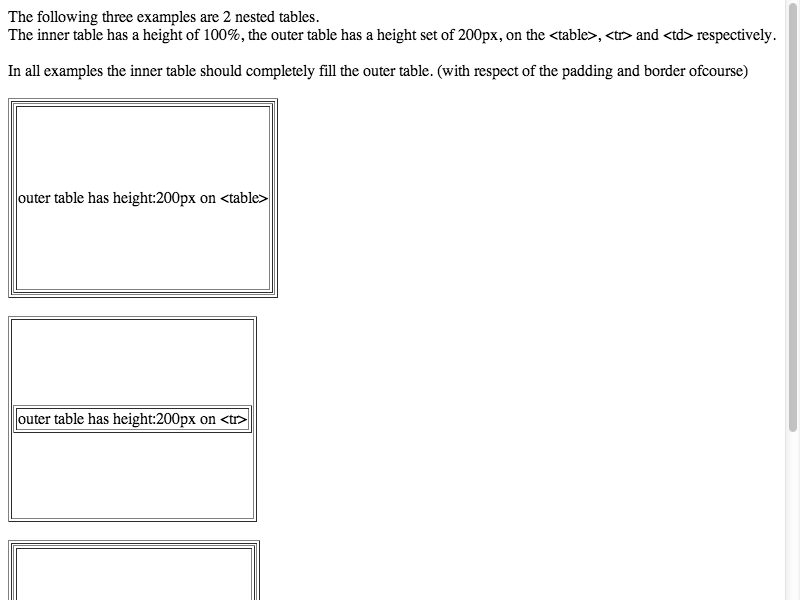 The following three examples are 2 nested tables.
The inner table has a height of 100%, the outer table has a height set of 200px, on the <table>, <tr> and <td> respectively.
In all examples the inner table should completely fill the outer table. (with respect of the padding and border ofcourse)
outer table has height:200px on <table>
outer table has height:200px on <tr>